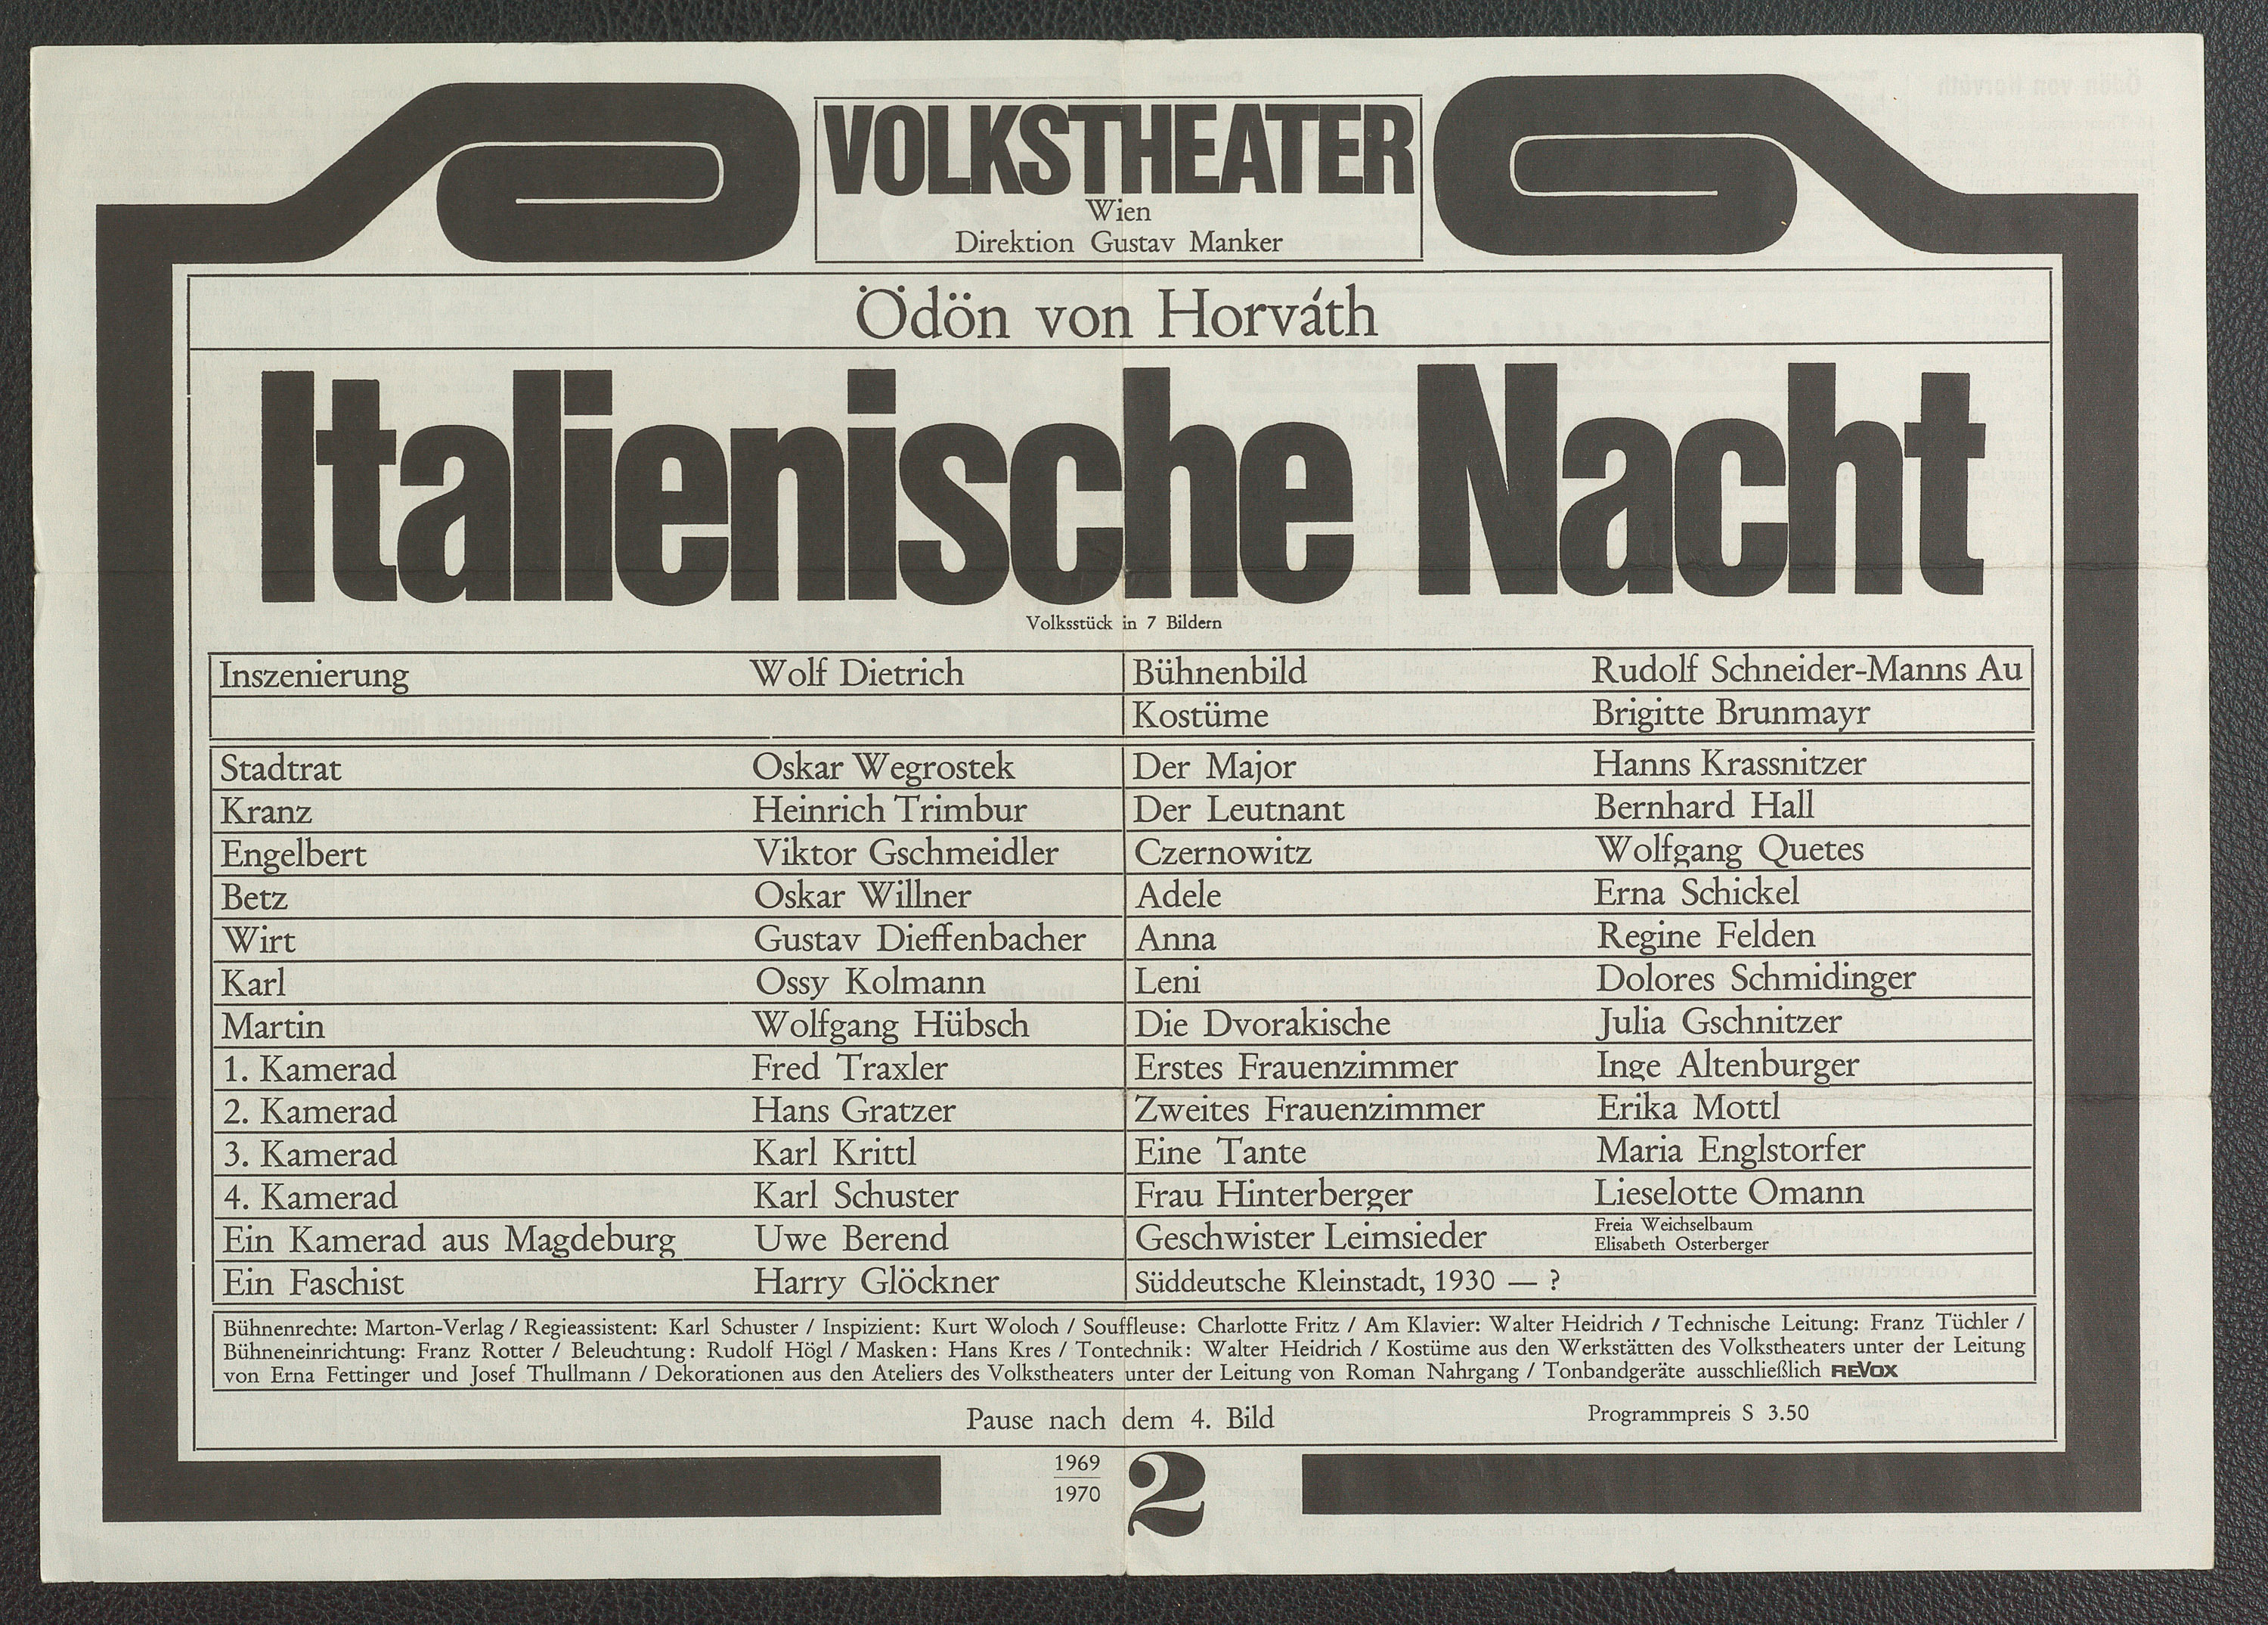 VOLKSTHEATER
Wien
Direktion Gustav Manker
Ödön von Horváth
Italienische Nacht
Volksstück in 7 Bildern
Inszenierung Wolf Dietrich Bühnenbild Rudolf Schneider-Manns Au
Kostüme Brigitte Brunmayr
Stadtrat Oskar Wegrostek Der Major Hanns Krassnitzer
Kranz Heinrich Trimbur Der Leutnant Bernhard Hall
Engelbert Viktor Gschmeidler Czernowitz Wolfgang Quetes
Betz Oskar Willner Adele Erna Schickel
Wirt Gustav Dieffenbacher Anna Regine Felden
Karl Ossy Kolmann Leni Dolores Schmidinger
Martin Wolfgang Hübsch Die Dvorakische Julia Gschnitzer
1. Kamerad Fred Traxler Erstes Frauenzimmer Inge Altenburger
2. Kamerad Hans Gratzer Zweites Frauenzimmer Erika Mottl
3. Kamerad Karl Krittl Eine Tante Maria Englstorfer
4. Kamerad Karl Schuster Frau Hinterberger Lieselotte Omann
Ein Kamerad aus Magdeburg Uwe Berend Geschwister Leimsieder Freia Weichselbaum
Elisabeth Osterberger
Ein Faschist Harry Glöckner Süddeutsche Kleinstadt, 1930 — ?
Bühnenrechte: Marton-Verlag / Regieassistent: Karl Schuster / Inspizient: Kurt Woloch / Souffleuse: Charlotte Fritz / Am Klavier: Walter Heidrich / Technische Leitung: Franz Tüchler /
Bühneneinrichtung: Franz Rotter / Beleuchtung: Rudolf Högl / Masken: Hans Kres / Tontechnik: Walter Heidrich / Kostüme aus den Werkstätten des Volkstheaters unter der Leitung
von Erna Fettinger und Josef Thullmann / Dekorationen aus den Ateliers des Volkstheaters unter der Leitung von Roman Nahrgang / Tonbandgeräte ausschließlich REVOX
Pause nach dem 4. Bild Programmpreis S 3.50
1969
1970
2